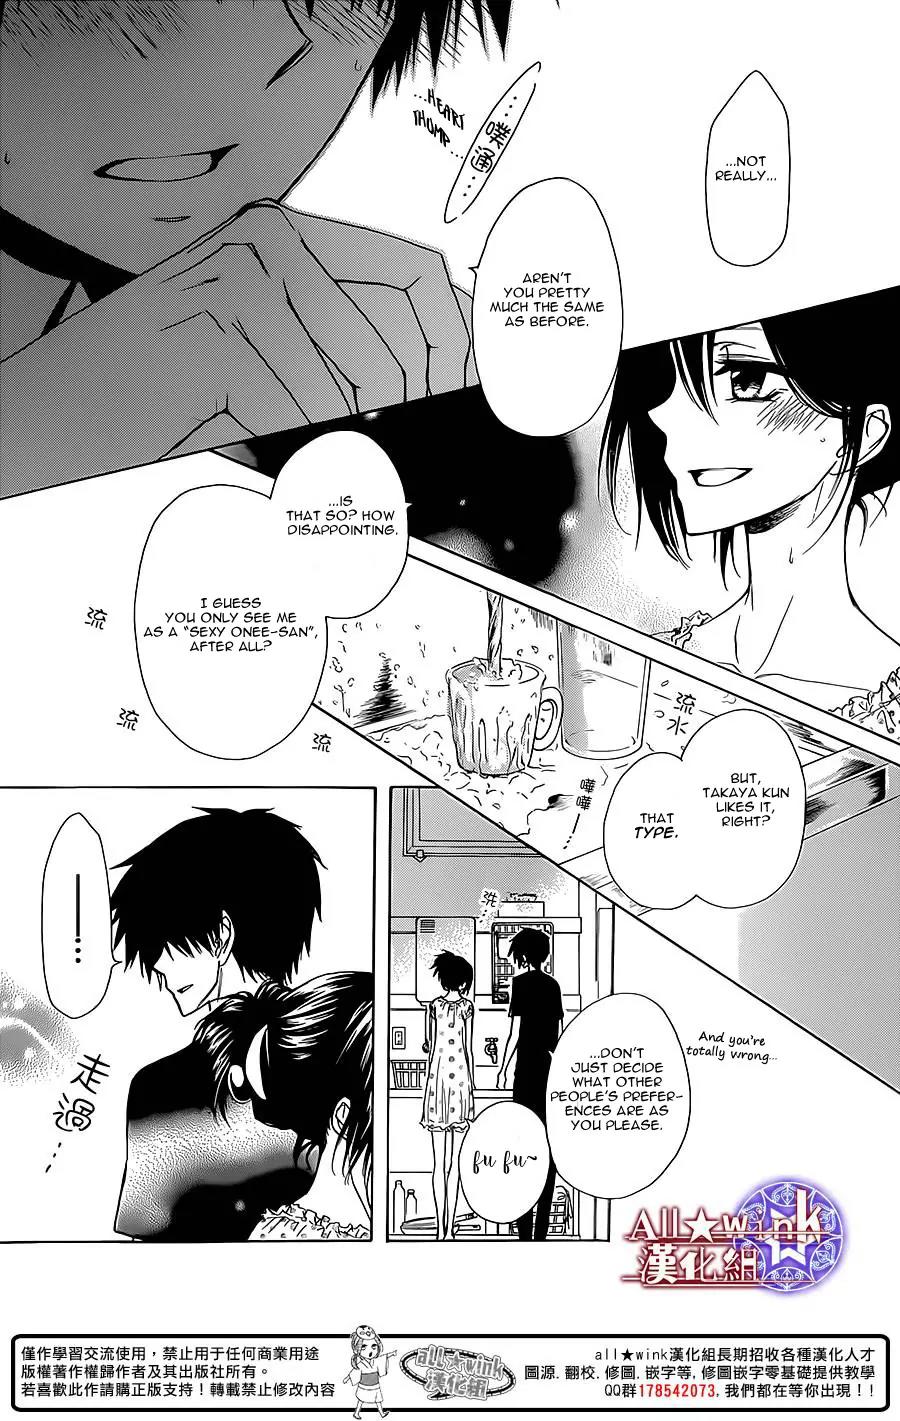 ...NOT
REALLY...
...HEART
THOMP...
...噗通...
AREN'T
YOU PRETTY
MUCH THE SAME
AS BEFORE.
...IS
THAT SO? HOW
DISAPPOINTING.
I GUESS
YOU ONLY SEE ME
AS A "SEXY ONEE-SAN",
AFTER ALL?
流
流
流
流水
嘩嘩
BUT,
TAKAYA KUN
LIKES IT,
RIGHT?
THAT
TYPE.
洗...
And you're
totally wrong...
...DON'T
JUST DECIDE
WHAT OTHER
PEOPLE'S PREFER-
ENCES ARE AS
YOU PLEASE.
fu fu~
走過...
All★wink
漢化組
僅作學習交流使用，禁止用于任何商業用途
版權著作權歸作者及其出版社所有。
若喜歡此作請購正版支持！轉載禁止修改內容
all★wink
漢化組
all★wink漢化組長期招收各種漢化人才
圖源. 翻校. 修圖. 嵌字等, 修圖嵌字零基礎提供教學
QQ群178542073, 我們都在等你出現！！